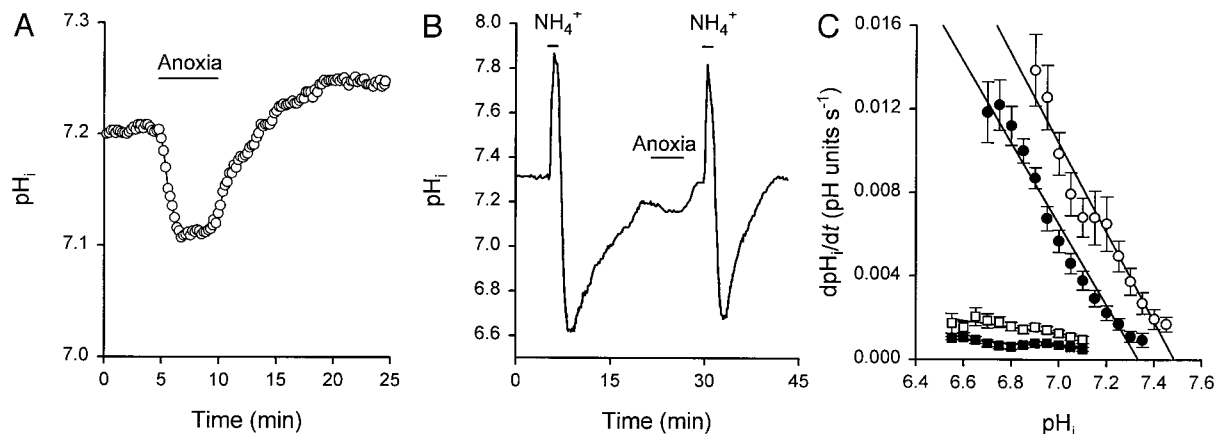 A
7.3
Anoxia
7.2
pHi
7.1
7.0
0 5 10 15 20 25
Time (min)
B
8.0
NH4+ NH4+
7.8
7.6
Anoxia
7.4
pHi
7.2
7.0
6.8
6.6
0 15 30 45
Time (min)
C
0.016
0.012
dpHi/dt (pH units s-1)
0.008
0.004
0.000
6.4 6.6 6.8 7.0 7.2 7.4 7.6
pHi